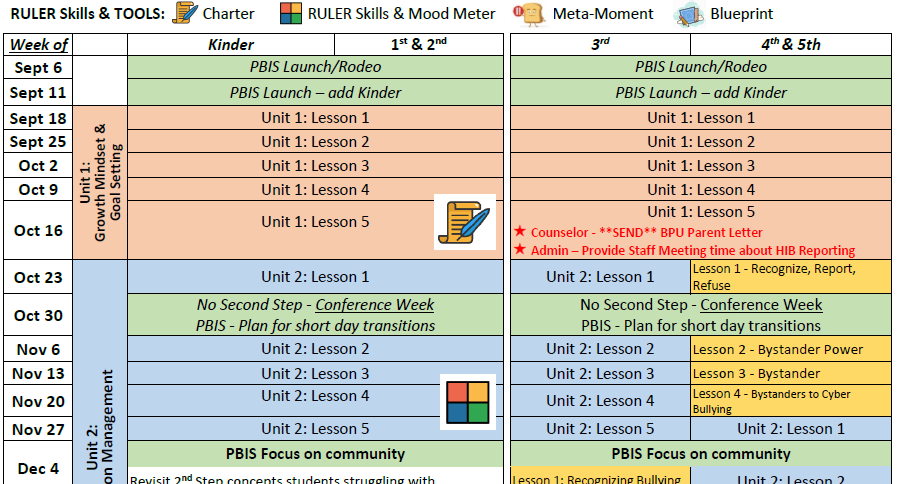 RULER Skills & TOOLS: Charter RULER Skills & Mood Meter Meta-Moment Blueprint
Week of Kinder 1st & 2nd 3rd 4th & 5th
Sept 6 PBIS Launch/Rodeo PBIS Launch/Rodeo
Sept 11 PBIS Launch – add Kinder PBIS Launch – add Kinder
Unit 1:
Growth Mindset &
Goal Setting
Sept 18 Unit 1: Lesson 1 Unit 1: Lesson 1
Sept 25 Unit 1: Lesson 2 Unit 1: Lesson 2
Oct 2 Unit 1: Lesson 3 Unit 1: Lesson 3
Oct 9 Unit 1: Lesson 4 Unit 1: Lesson 4
Oct 16 Unit 1: Lesson 5 Unit 1: Lesson 5
★ Counselor - **SEND** BPU Parent Letter
★ Admin – Provide Staff Meeting time about HIB Reporting
Unit 2:
on Management
Oct 23 Unit 2: Lesson 1 Unit 2: Lesson 1 Lesson 1 - Recognize, Report,
Refuse
Oct 30 No Second Step - Conference Week No Second Step - Conference Week
PBIS - Plan for short day transitions PBIS - Plan for short day transitions
Nov 6 Unit 2: Lesson 2 Unit 2: Lesson 2 Lesson 2 - Bystander Power
Nov 13 Unit 2: Lesson 3 Unit 2: Lesson 3 Lesson 3 - Bystander
Nov 20 Unit 2: Lesson 4 Unit 2: Lesson 4 Lesson 4 - Bystanders to Cyber
Bullying
Nov 27 Unit 2: Lesson 5 Unit 2: Lesson 5 Unit 2: Lesson 1
Dec 4 PBIS Focus on community PBIS Focus on community
Revisit 2nd Step concepts students struggling with Lesson 1: Recognizing Bullying Unit 2: Lesson 2